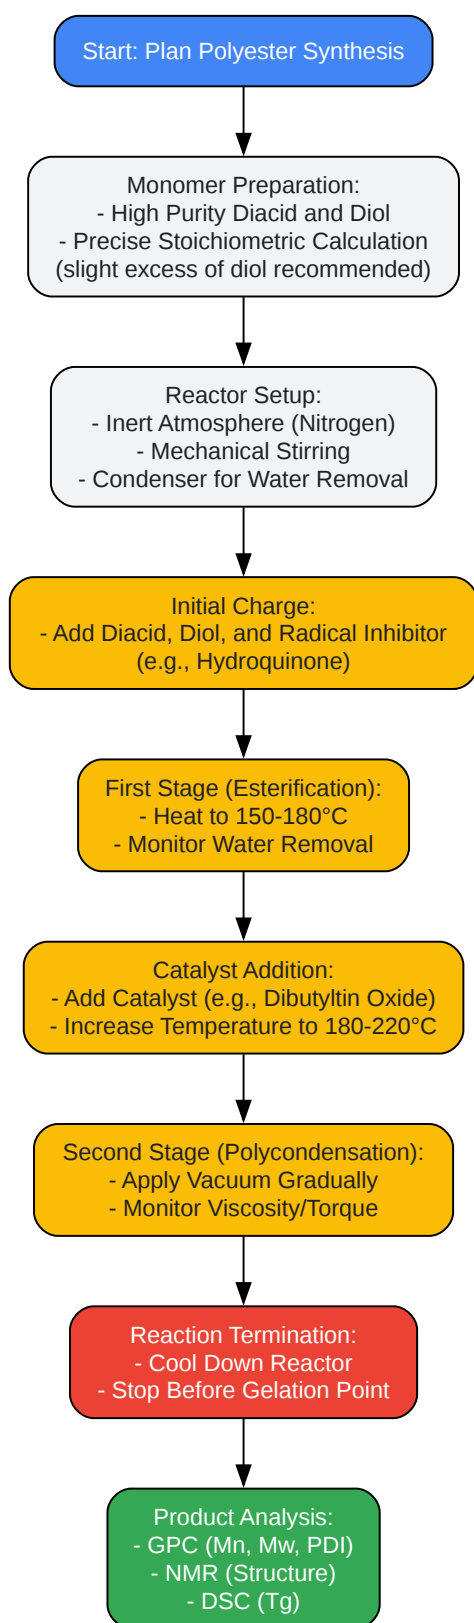 Start: Plan Polyester Synthesis
Monomer Preparation:
- High Purity Diacid and Diol
- Precise Stoichiometric Calculation
(slight excess of diol recommended)
Reactor Setup:
- Inert Atmosphere (Nitrogen)
- Mechanical Stirring
- Condenser for Water Removal
Initial Charge:
- Add Diacid, Diol, and Radical Inhibitor
(e.g., Hydroquinone)
First Stage (Esterification):
- Heat to 150-180°C
- Monitor Water Removal
Catalyst Addition:
- Add Catalyst (e.g., Dibutyltin Oxide)
- Increase Temperature to 180-220°C
Second Stage (Polycondensation):
- Apply Vacuum Gradually
- Monitor Viscosity/Torque
Reaction Termination:
- Cool Down Reactor
- Stop Before Gelation Point
Product Analysis:
- GPC (Mn, Mw, PDI)
- NMR (Structure)
- DSC (Tg)